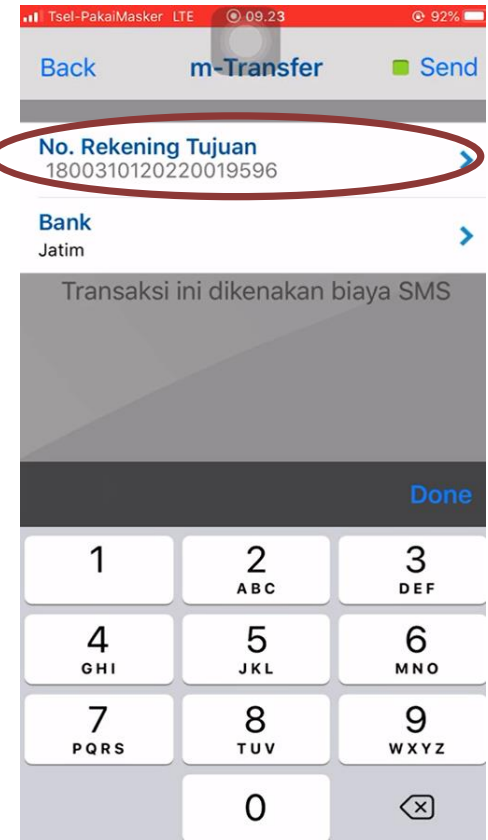 Tsel-PakaiMasker LTE 09.23 92%
Back m-Transfer Send
No. Rekening Tujuan
1800310120220019596
Bank
Jatim
Transaksi ini dikenakan biaya SMS
Done
1 2 3
ABC DEF
4 5 6
GHI JKL MNO
7 8 9
PQRS TUV WXYZ
0